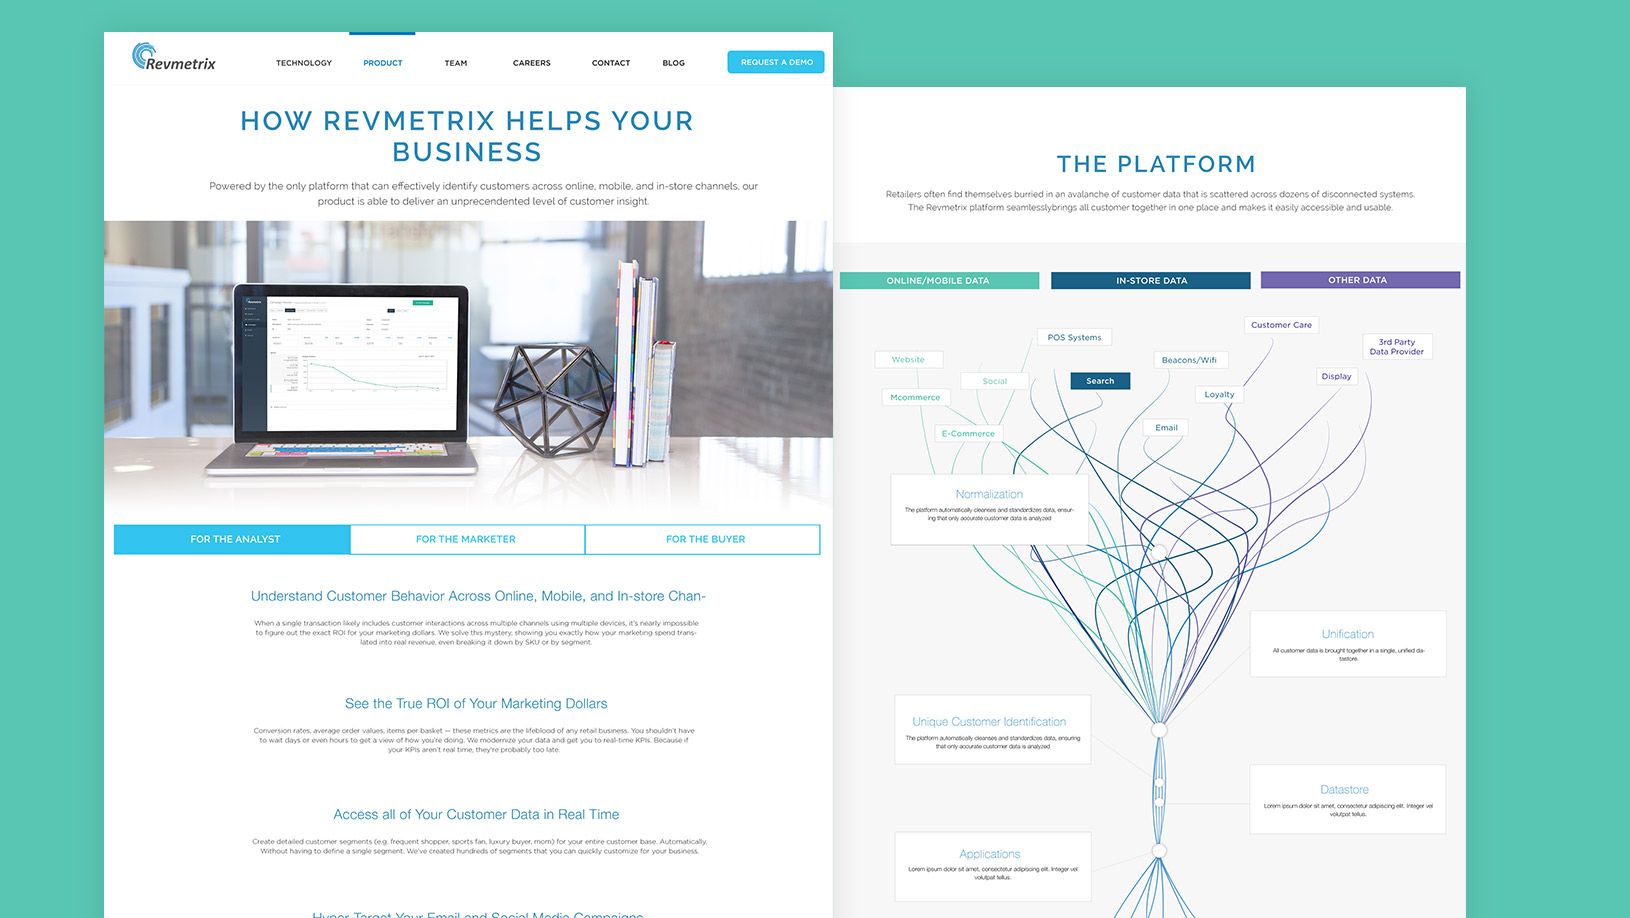 Revmetrix
TECHNOLOGY
PRODUCT
TEAM
CAREERS
CONTACT
BLOG
REQUEST A DEMO
HOW REVMETRIX HELPS YOUR
BUSINESS
Powered by the only platform that can effectively identify customers across online, mobile, and in-store channels, our
product is able to deliver an unprecendented level of customer insight.
FOR THE ANALYST
FOR THE MARKETER
FOR THE BUYER
Understand Customer Behavior Across Online, Mobile, and In-store Chan-
When a single transaction likely includes customer interactions across multiple channels using multiple devices, it's nearly impossible
to figure out the exact ROI for your marketing dollars. We solve this mystery, showing you exactly how your marketing spend trans-
lated into real revenue, even breaking it down by SKU or by segment.
See the True ROI of Your Marketing Dollars
Conversion rates, average order values, items per basket — these metrics are the lifeblood of any retail business. You shouldn't have
to wait days or even hours to get a view of how you're doing. We modernize your data and get you to real-time KPIs. Because if
your KPIs aren't real time, they're probably too late.
Access all of Your Customer Data in Real Time
Create detailed customer segments (e.g. frequent shopper, sports fan, luxury buyer, mom) for your entire customer base. Automatically.
Without having to define a single segment. We've created hundreds of segments that you can quickly customize for your business.
Hyper Target Your Email and Social Media Campaigns
THE PLATFORM
Retailers often find themselves burried in an avalanche of customer data that is scattered across dozens of disconnected systems.
The Revmetrix platform seamlesslybrings all customer together in one place and makes it easily accessible and usable.
ONLINE/MOBILE DATA
IN-STORE DATA
OTHER DATA
Customer Care
POS Systems
3rd Party
Data Provider
Website
Beacons/Wifi
Display
Social
Search
Mcommerce
Loyalty
Email
E-Commerce
Normalization
The platform automatically cleanses and standardizes data, ensur-
ing that only accurate customer data is analyzed
Unification
All customer data is brought together in a single, unified da-
tastore.
Unique Customer Identification
The platform automatically cleanses and standardizes data, ensuring
that only accurate customer data is analyzed
Datastore
Lorem ipsum dolor sit amet, consectetur adipiscing elit. Integer vel
volutpat tellus.
Applications
Lorem ipsum dolor sit amet, consectetur adipiscing elit. Integer vel
volutpat tellus.